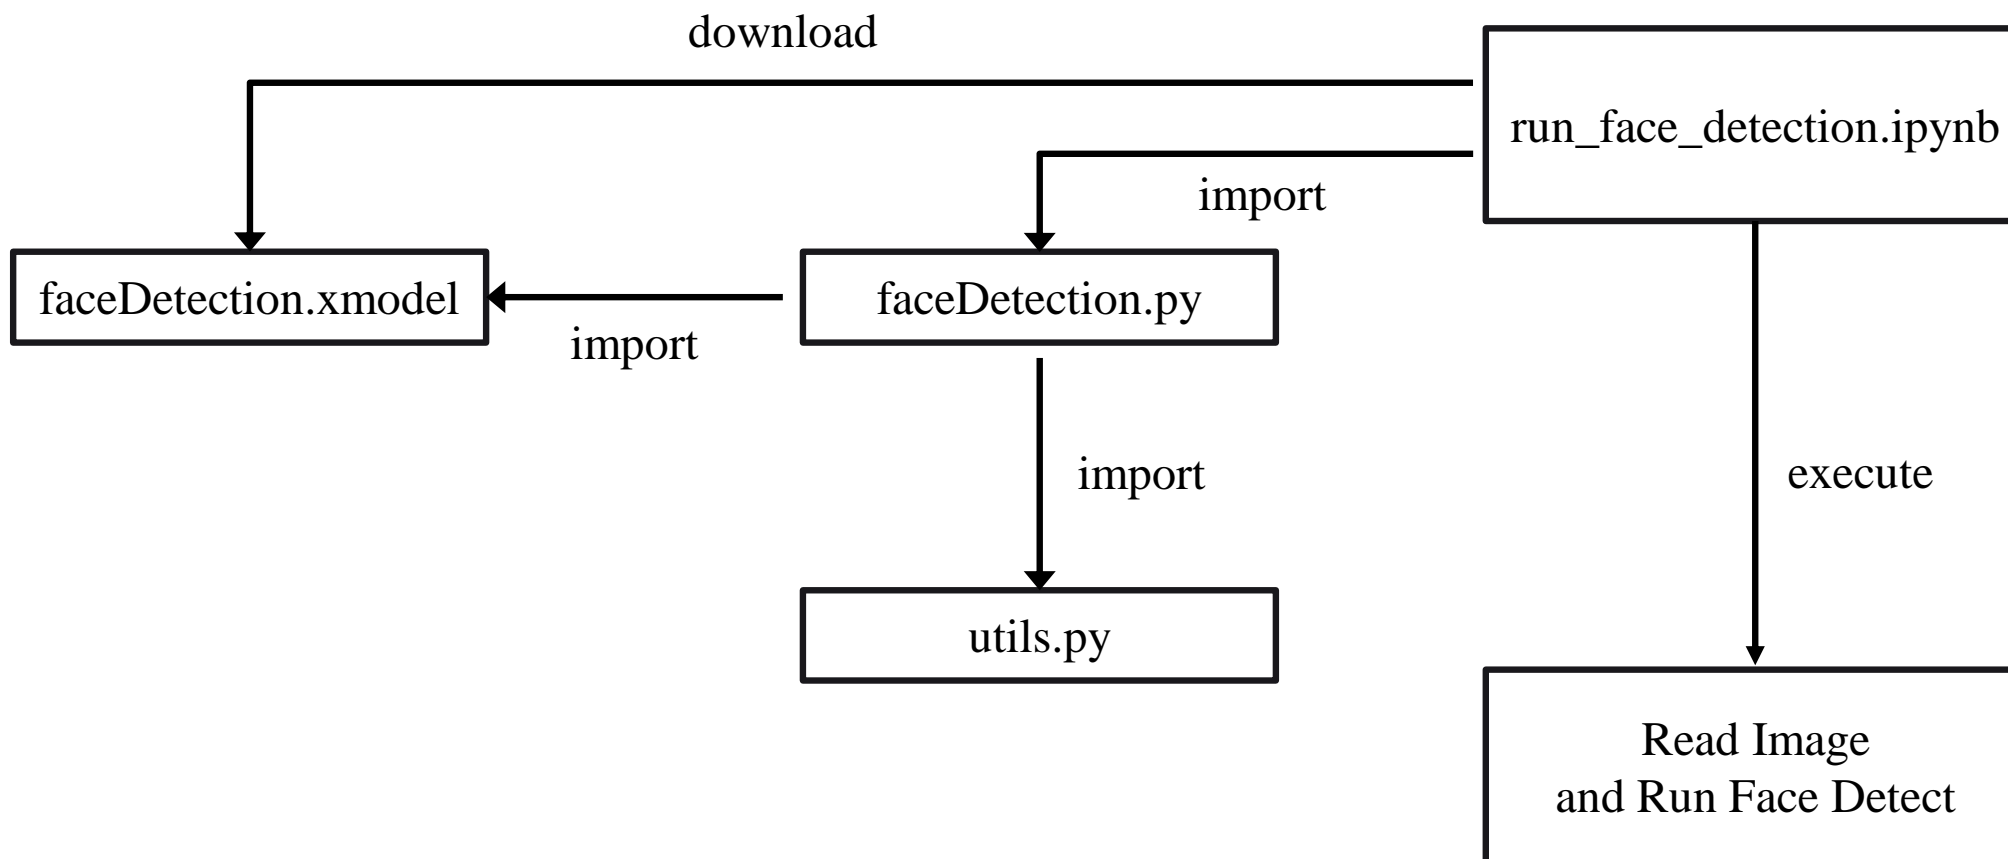 download
run_face_detection.ipynb
import
faceDetection.xmodel
faceDetection.py
import
import
execute
utils.py
Read Image
and Run Face Detect